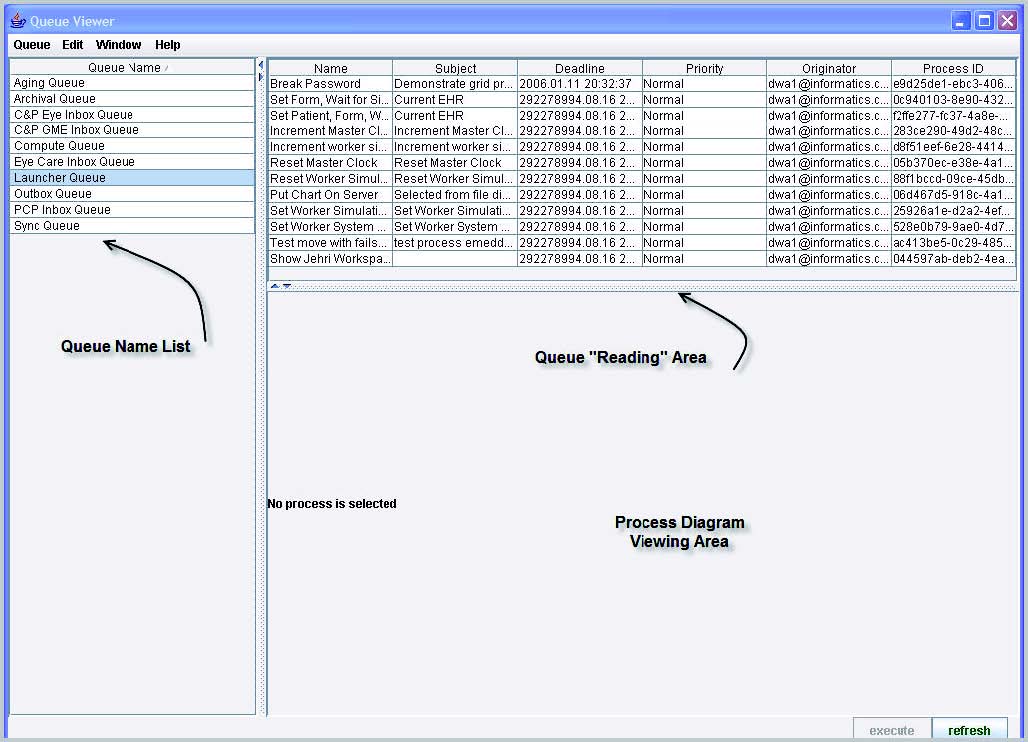 Queue Viewer
Queue Edit Window Help
Queue Name
Aging Queue
Archival Queue
C&P Eye Inbox Queue
C&P GME Inbox Queue
Compute Queue
Eye Care Inbox Queue
Launcher Queue
Outbox Queue
PCP Inbox Queue
Sync Queue
Queue Name List
Name Subject Deadline Priority Originator Process ID
Break Password Demonstrate grid pr... 2006.01.11 20:32:37 Normal dwa1@informatics.c... e9d25de1-ebc3-406...
Set Form, Wait for Si... Current EHR 292278994.08.16 2... Normal dwa1@informatics.c... 0c940103-8e90-432...
Set Patient, Form, W... Current EHR 292278994.08.16 2... Normal dwa1@informatics.c... f2ffe277-fc37-4a8e-...
Increment Master Cl... Increment Master Cl... 292278994.08.16 2... Normal dwa1@informatics.c... 283ce290-49d2-48c...
Increment worker si... Increment worker si... 292278994.08.16 2... Normal dwa1@informatics.c... d8f51eef-6e28-4414...
Reset Master Clock Reset Master Clock 292278994.08.16 2... Normal dwa1@informatics.c... 05b370ec-e38e-4a1...
Reset Worker Simul... Reset Worker Simul... 292278994.08.16 2... Normal dwa1@informatics.c... 88f1bccd-09ce-45db...
Put Chart On Server Selected from file di... 292278994.08.16 2... Normal dwa1@informatics.c... 06d467d5-918c-4a1...
Set Worker Simulati... Set Worker Simulati... 292278994.08.16 2... Normal dwa1@informatics.c... 25926a1e-d2a2-4ef...
Set Worker System ... Set Worker System ... 292278994.08.16 2... Normal dwa1@informatics.c... 528e0b79-9ae0-4d7...
Test move with fails... test process emedd... 292278994.08.16 2... Normal dwa1@informatics.c... ac413be5-0c29-485...
Show Jehri Workspa... 292278994.08.16 2... Normal dwa1@informatics.c... 044597ab-deb2-4ea...
Queue "Reading" Area
No process is selected
Process Diagram
Viewing Area
execute refresh